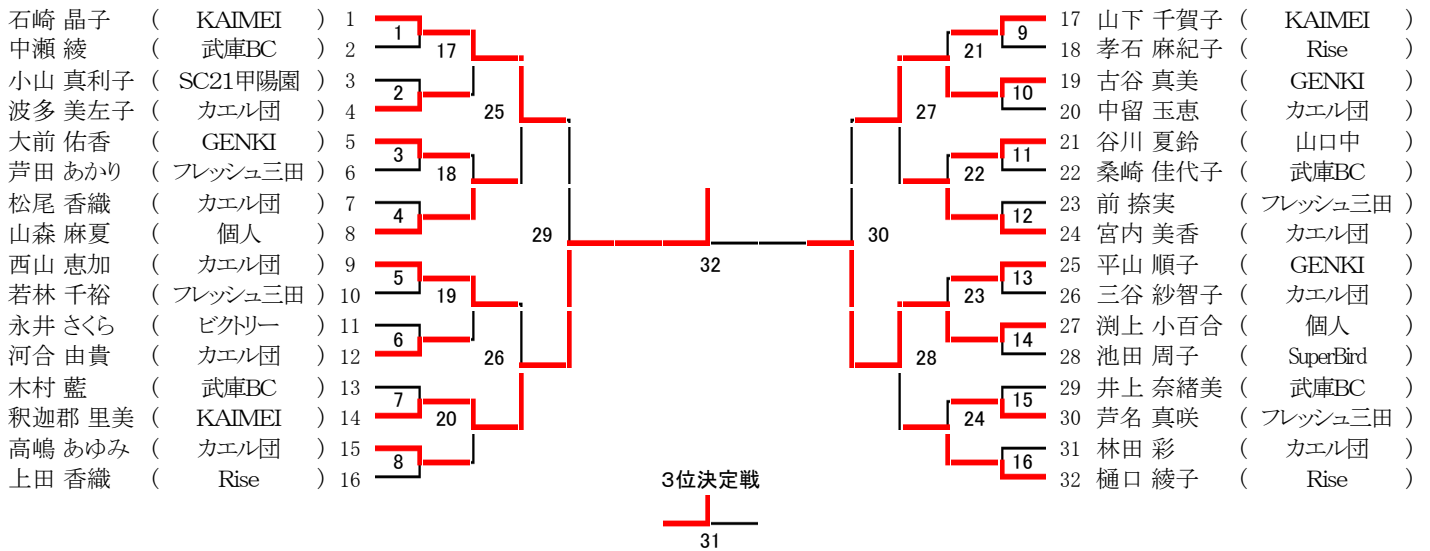 石崎 晶子 ( KAIMEI ) 1
中瀬 綾 ( 武庫BC ) 2
小山 真利子 ( SC21甲陽園 ) 3
波多 美左子 ( カエル団 ) 4
大前 佑香 ( GENKI ) 5
芦田 あかり ( フレッシュ三田 ) 6
松尾 香織 ( カエル団 ) 7
山森 麻夏 ( 個人 ) 8
西山 恵加 ( カエル団 ) 9
若林 千裕 ( フレッシュ三田 ) 10
永井 さくら ( ビクトリー ) 11
河合 由貴 ( カエル団 ) 12
木村 藍 ( 武庫BC ) 13
釈迦郡 里美 ( KAIMEI ) 14
高嶋 あゆみ ( カエル団 ) 15
上田 香織 ( Rise ) 16
1
2
3
4
5
6
7
8
17
18
19
20
25
26
29
32
3位決定戦
31
30
27
28
21
22
23
24
9
10
11
12
13
14
15
16
17 山下 千賀子 ( KAIMEI )
18 孝石 麻紀子 ( Rise )
19 古谷 真美 ( GENKI )
20 中留 玉恵 ( カエル団 )
21 谷川 夏鈴 ( 山口中 )
22 桑崎 佳代子 ( 武庫BC )
23 前 捺実 ( フレッシュ三田 )
24 宮内 美香 ( カエル団 )
25 平山 順子 ( GENKI )
26 三谷 紗智子 ( カエル団 )
27 渕上 小百合 ( 個人 )
28 池田 周子 ( SuperBird )
29 井上 奈緒美 ( 武庫BC )
30 芦名 真咲 ( フレッシュ三田 )
31 林田 彩 ( カエル団 )
32 樋口 綾子 ( Rise )